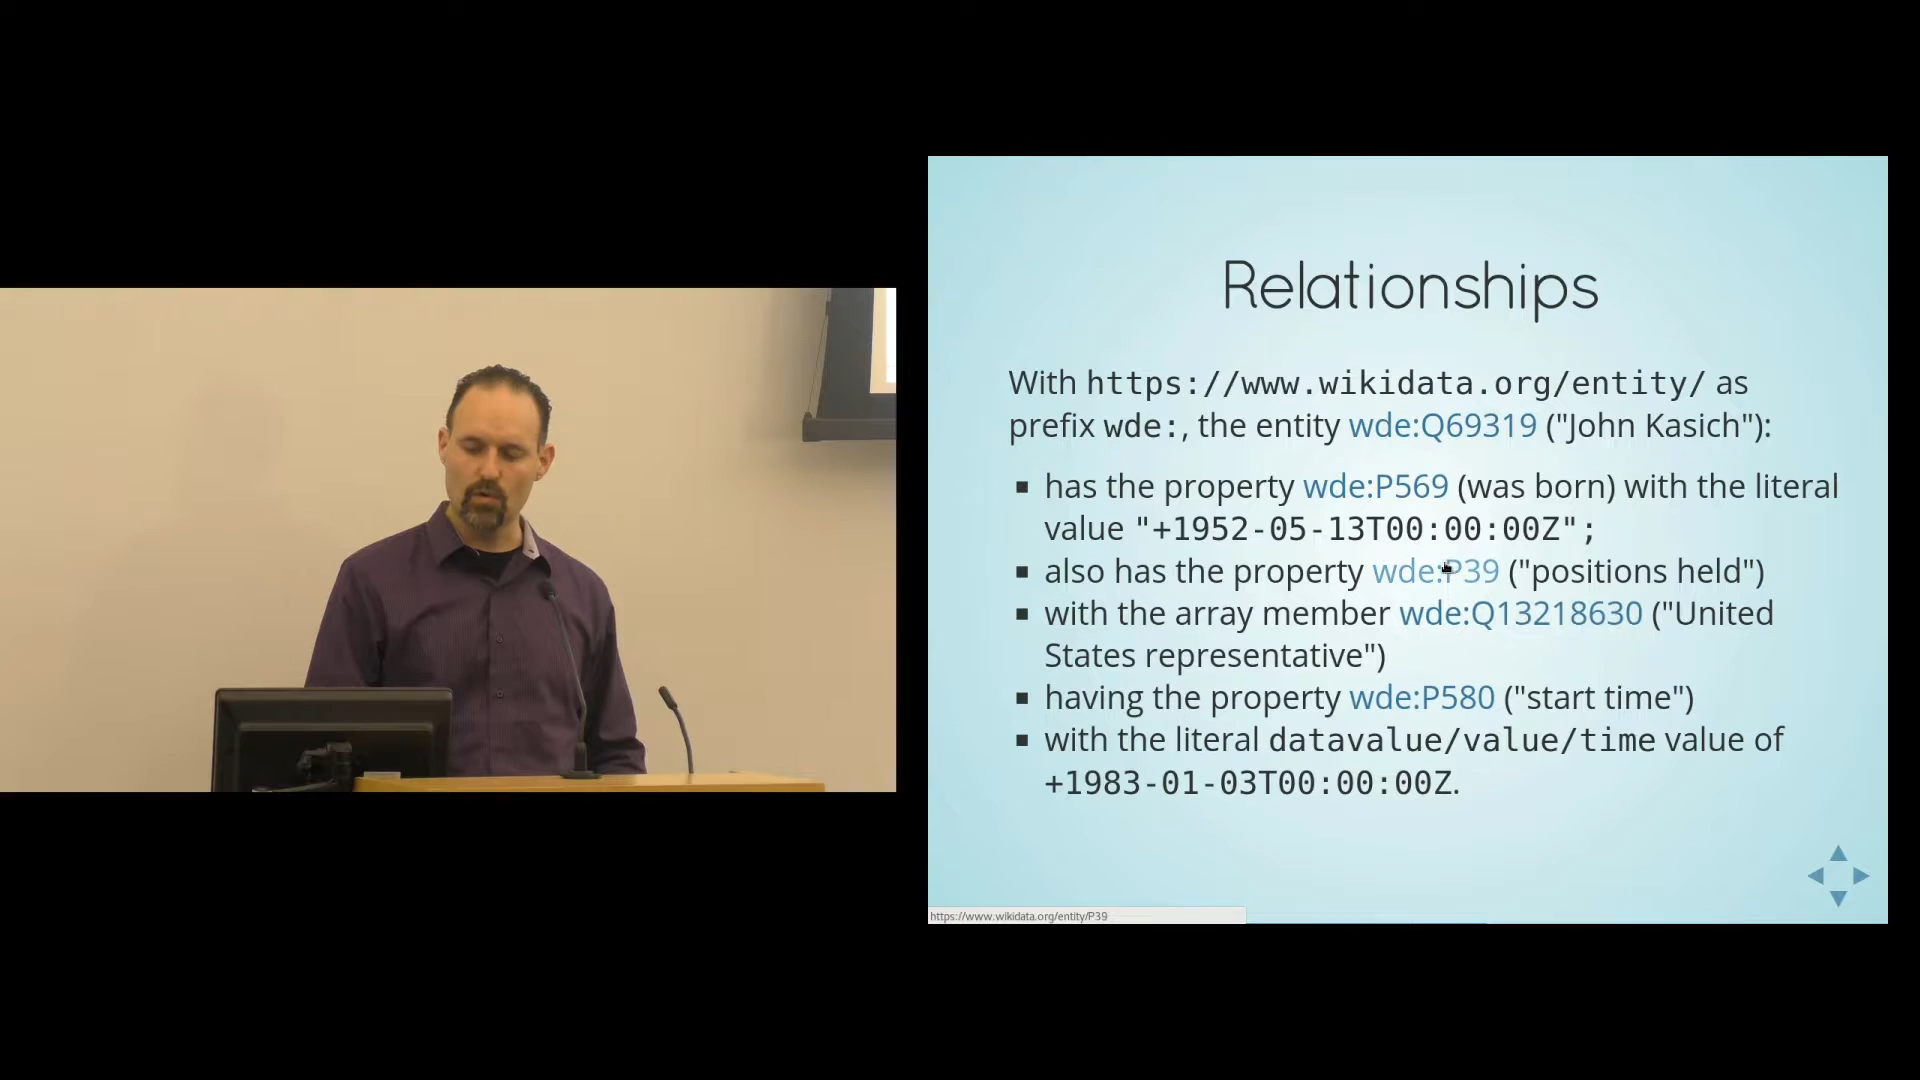 Relationships
With https://www.wikidata.org/entity/ as
prefix wde:, the entity wde:Q69319 ("John Kasich"):
▪ has the property wde:P569 (was born) with the literal
value "+1952-05-13T00:00:00Z";
▪ also has the property wde:P39 ("positions held")
▪ with the array member wde:Q13218630 ("United
States representative")
▪ having the property wde:P580 ("start time")
▪ with the literal datavalue/value/time value of
+1983-01-03T00:00:00Z.
https://www.wikidata.org/entity/P39